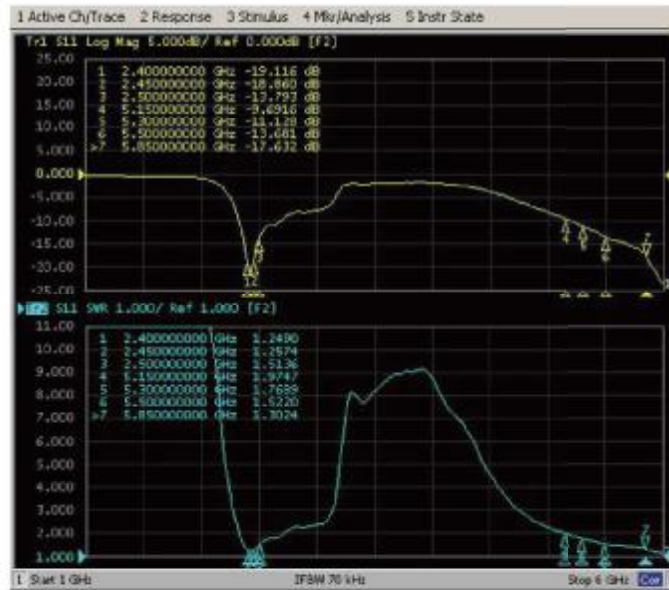 1 Active Ch/Trace 2 Response 3 Stimulus 4 Mkr/Analysis 5 Instr State
Tr1 S11 Log Mag 5.000dB/ Ref 0.000dB [F2]
25.00
20.00
15.00
10.00
5.000
0.000
-5.000
-10.00
-15.00
-20.00
-25.00
1 2.400000000 GHz -19.116 dB
2 2.450000000 GHz -18.860 dB
3 2.500000000 GHz -13.793 dB
4 5.150000000 GHz -9.6916 dB
5 5.300000000 GHz -11.128 dB
6 5.500000000 GHz -13.681 dB
>7 5.850000000 GHz -17.632 dB
S11 SWR 1.000/ Ref 1.000 [F2]
11.00
10.00
9.000
8.000
7.000
6.000
5.000
4.000
3.000
2.000
1.000
1 2.400000000 GHz 1.2490
2 2.450000000 GHz 1.2574
3 2.500000000 GHz 1.5136
4 5.150000000 GHz 1.9747
5 5.300000000 GHz 1.7689
6 5.500000000 GHz 1.5220
>7 5.850000000 GHz 1.3024
1 Start 1 GHz IFBW 70 kHz Stop 6 GHz Cor